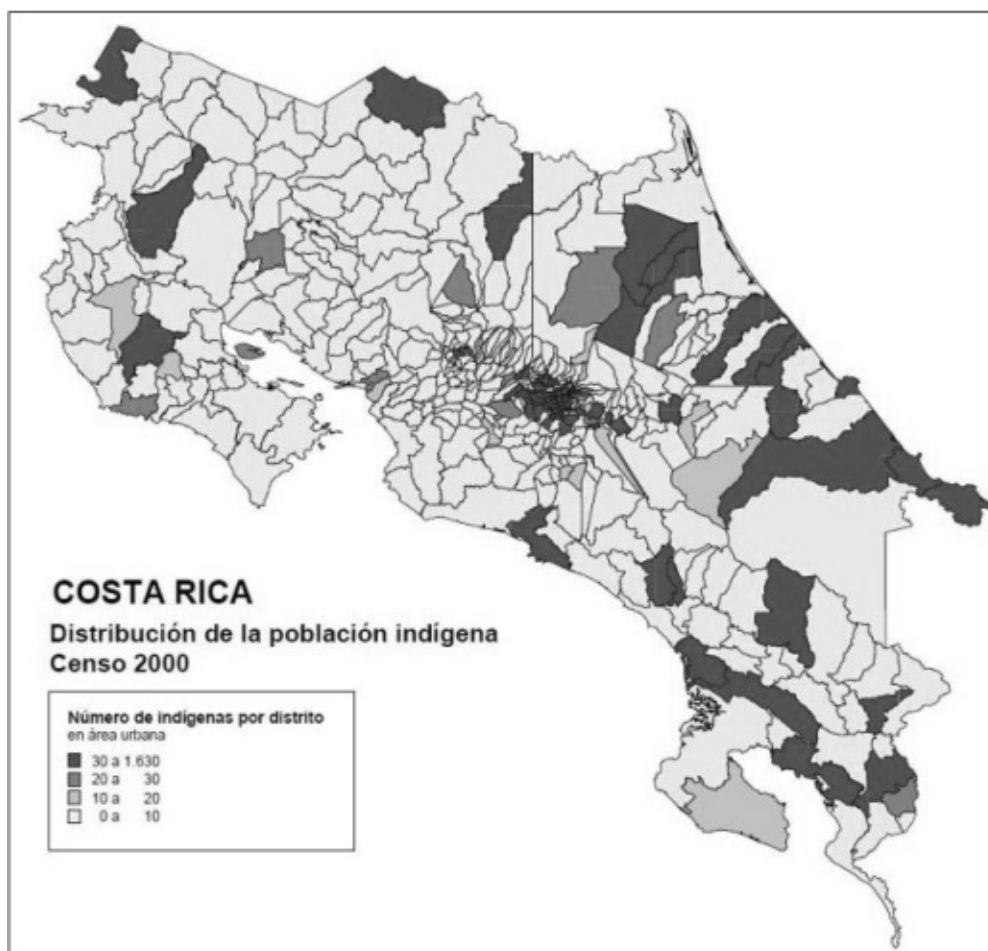 COSTA RICA
Distribución de la población indígena
Censo 2000
Número de indígenas por distrito
en área urbana
30 a 1.630
20 a 30
10 a 20
0 a 10